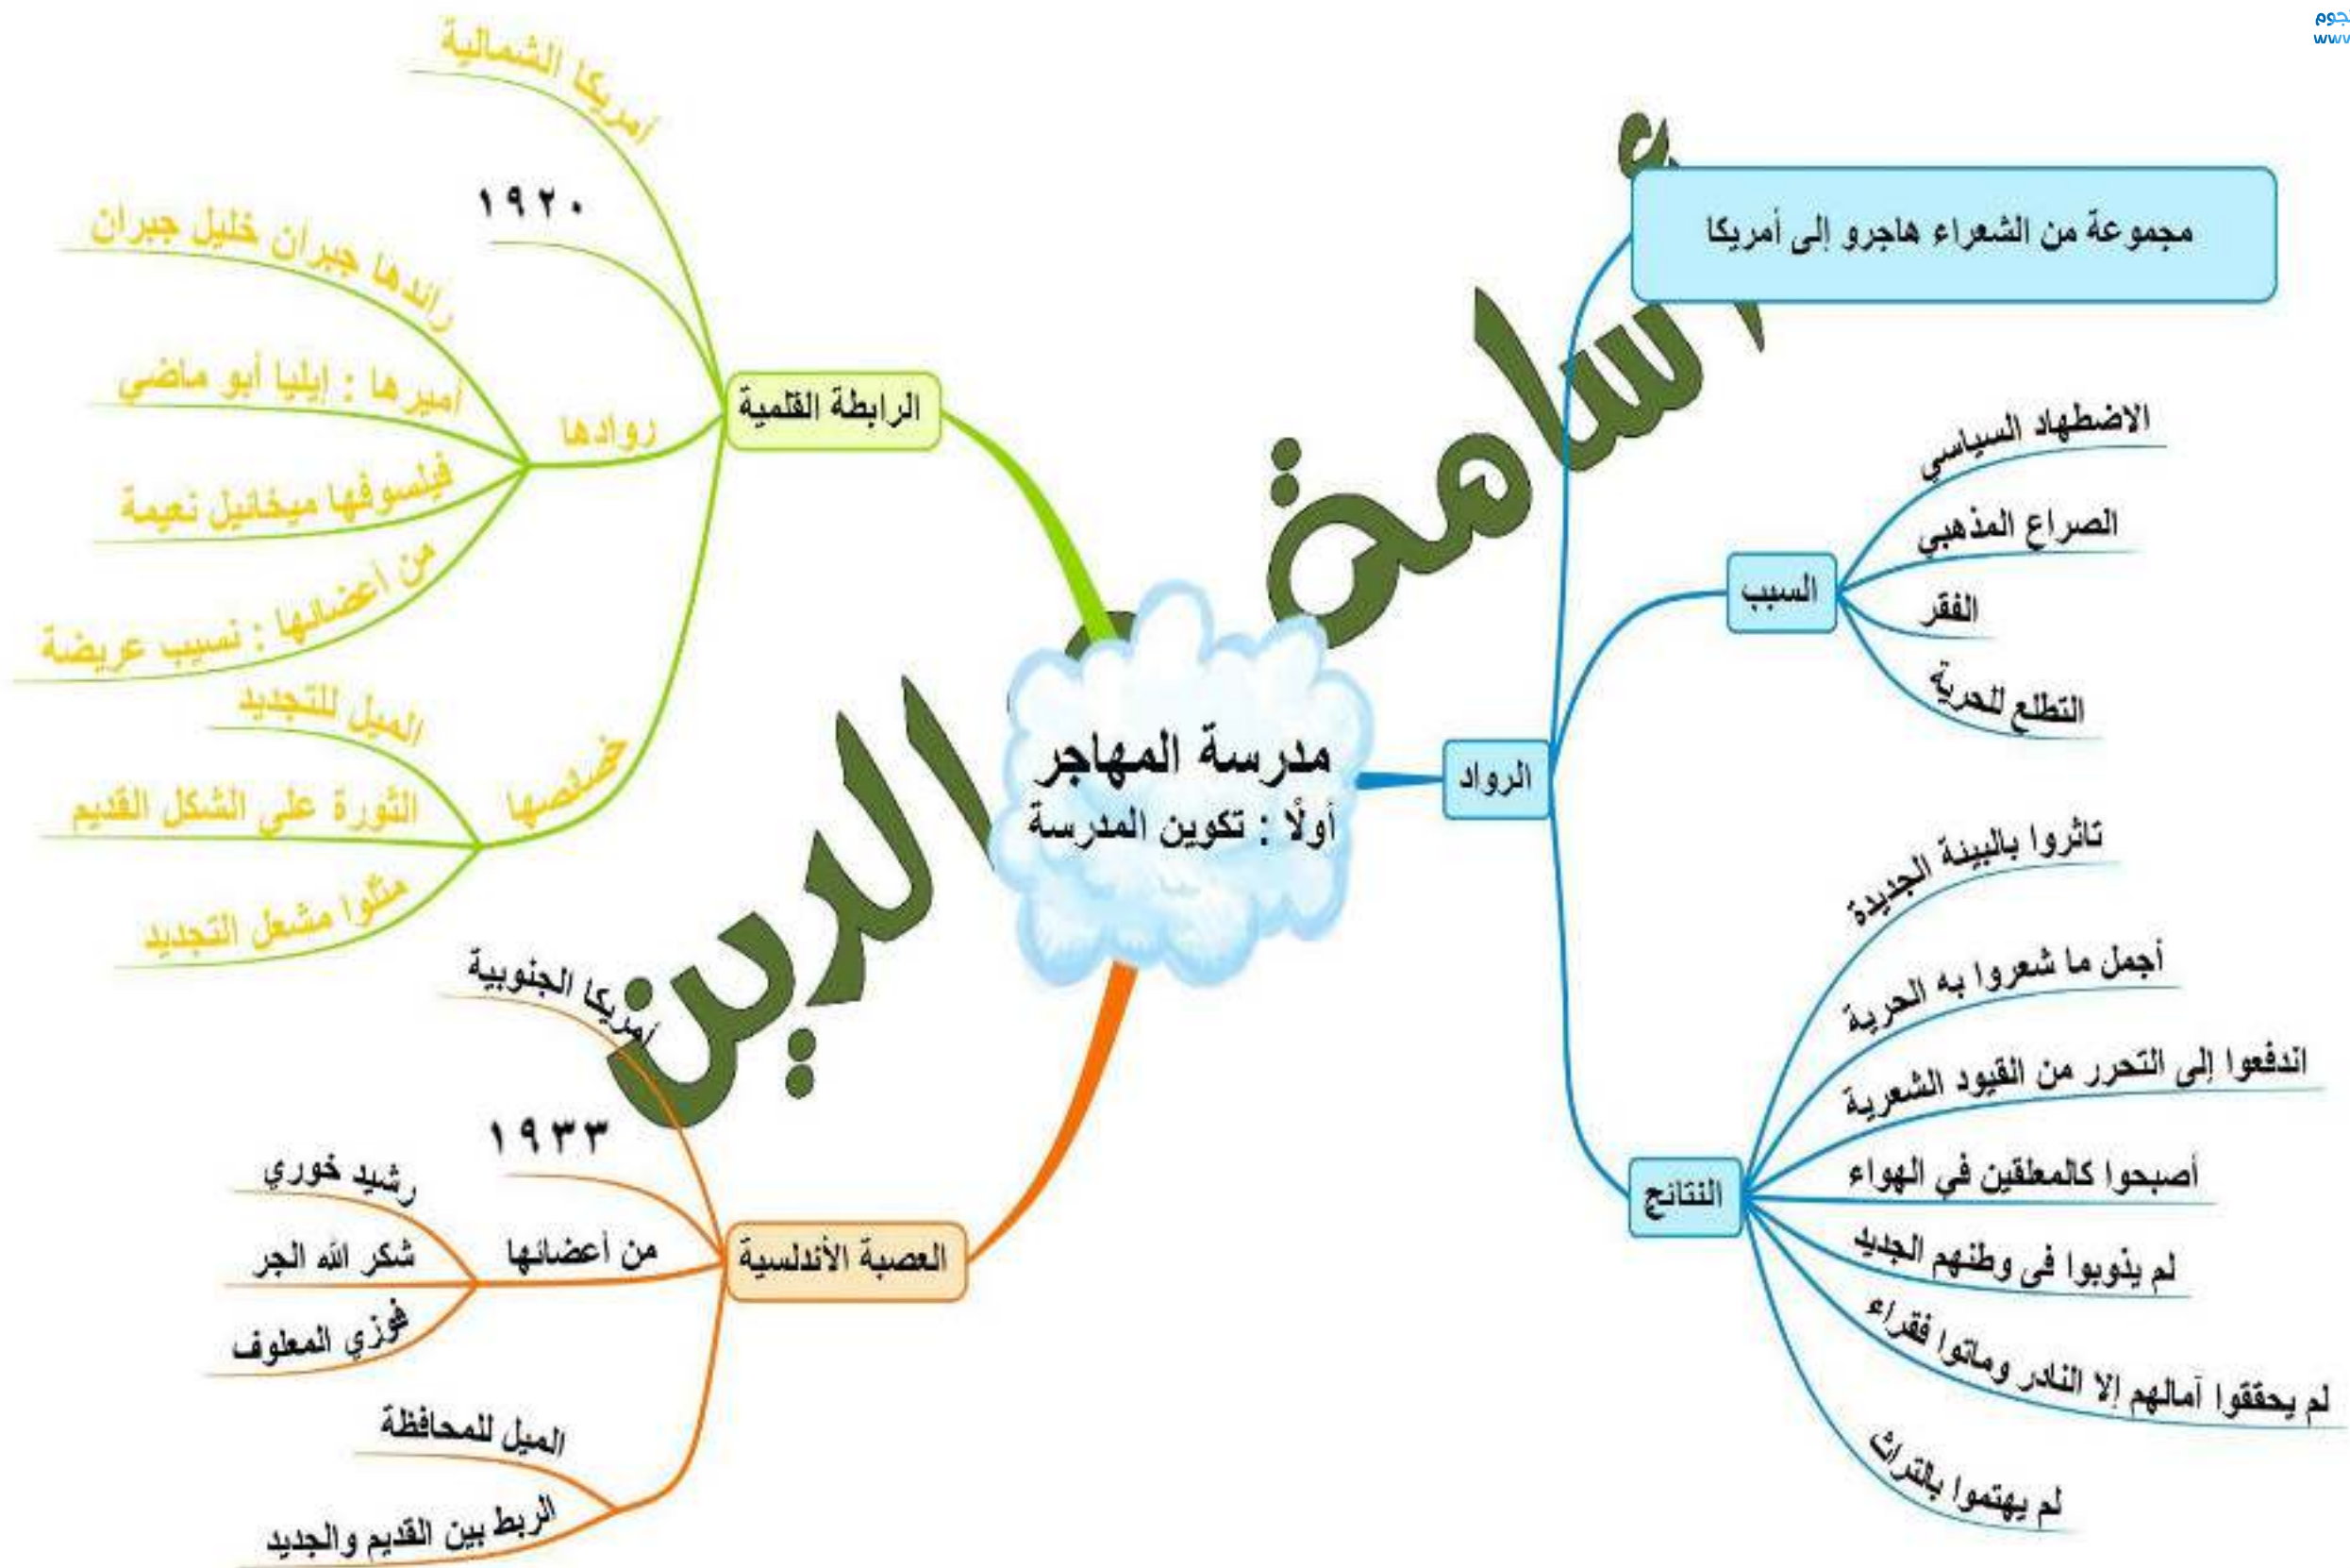 جوم
www
مدرسة المهاجر
أولًا : تكوين المدرسة
الرواد
مجموعة من الشعراء هاجرو إلى أمريكا
السبب
الاضطهاد السياسي
الصراع المذهبي
الفقر
التطلع للحرية
النتائج
تاثروا بالبيئة الجديدة
أجمل ما شعروا به الحرية
اندفعوا إلى التحرر من القيود الشعرية
أصبحوا كالمعلقين في الهواء
لم يذوبوا فى وطنهم الجديد
لم يحققوا آمالهم إلا النادر وماتوا فقراء
لم يهتموا بالتراث
الرابطة القلمية
أمريكا الشمالية
١٩٢٠
روادها
رائدها جبران خليل جبران
أميرها : إيليا أبو ماضي
فيلسوفها ميخائيل نعيمة
من أعضائها : نسيب عريضة
خصائصها
الميل للتجديد
الثورة على الشكل القديم
مثلوا مشعل التجديد
العصبة الأندلسية
أمريكا الجنوبية
١٩٣٣
من أعضائها
رشيد خوري
شكر الله الجر
فوزي المعلوف
الميل للمحافظة
الربط بين القديم والجديد
أسامة
الدين